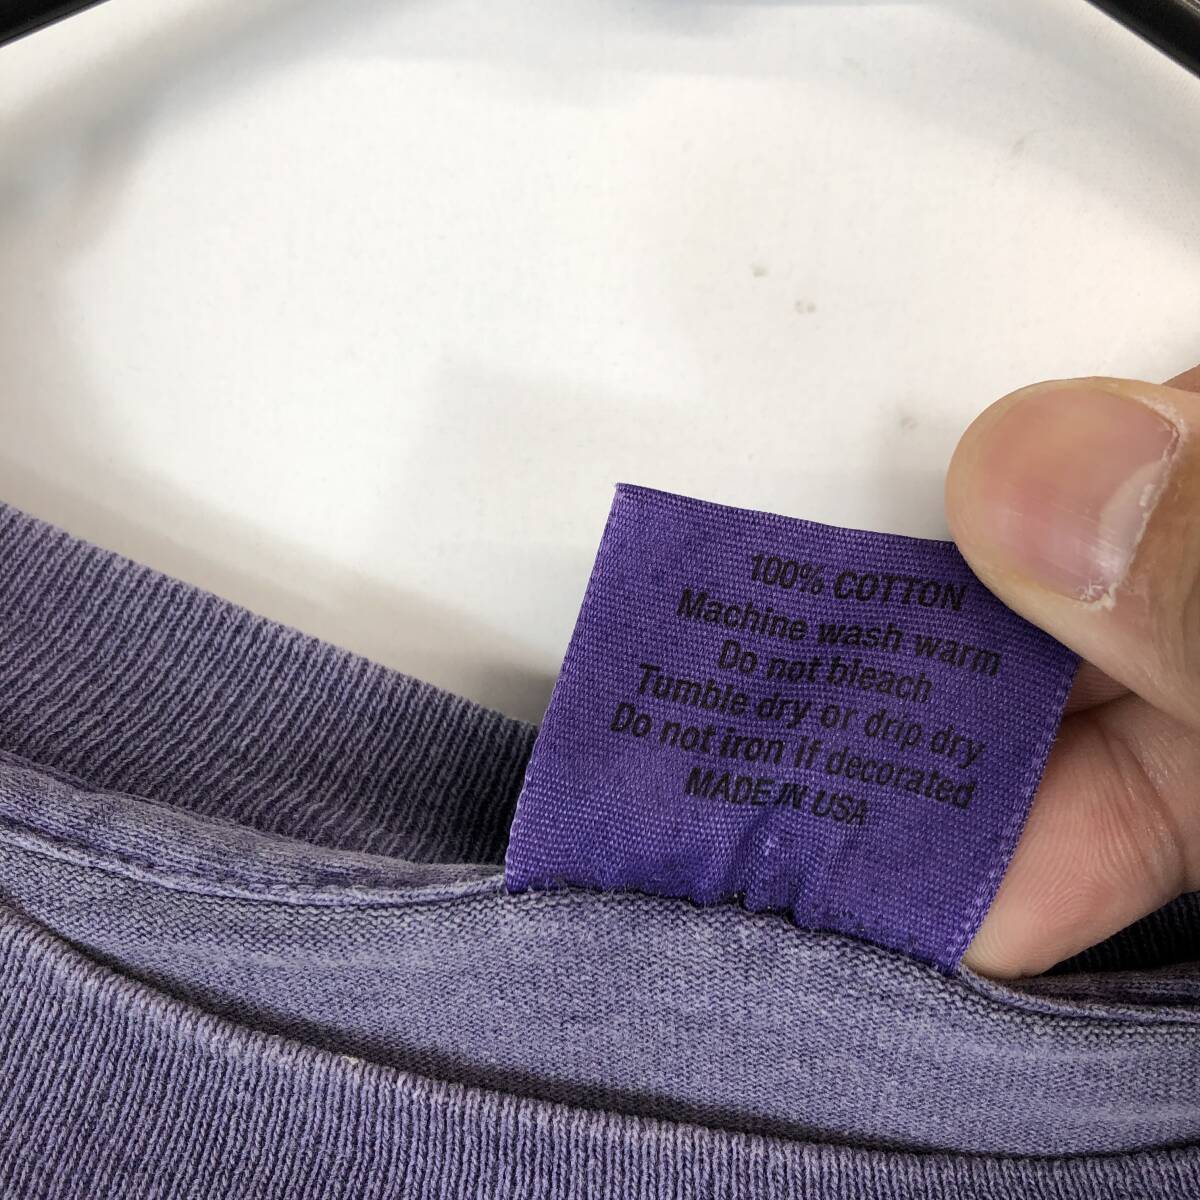 100% COTTON
Machine wash warm
Do not bleach
Tumble dry or drip dry
Do not iron if decorated
MADE IN USA